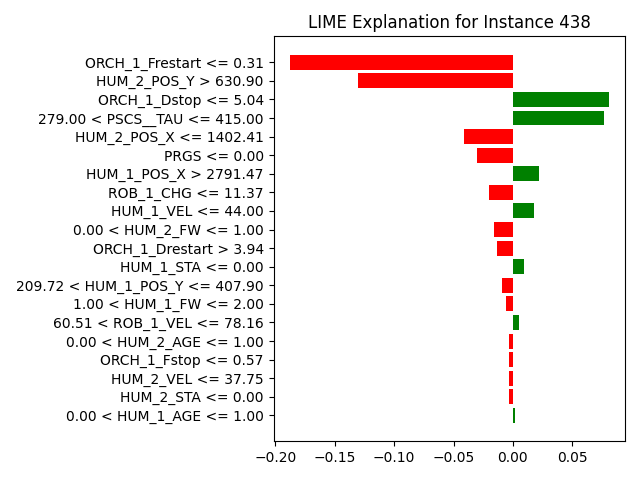 LIME Explanation for Instance 438
ORCH_1_Frestart <= 0.31
HUM_2_POS_Y > 630.90
ORCH_1_Dstop <= 5.04
279.00 < PSCS__TAU <= 415.00
HUM_2_POS_X <= 1402.41
PRGS <= 0.00
HUM_1_POS_X > 2791.47
ROB_1_CHG <= 11.37
HUM_1_VEL <= 44.00
0.00 < HUM_2_FW <= 1.00
ORCH_1_Drestart > 3.94
HUM_1_STA <= 0.00
209.72 < HUM_1_POS_Y <= 407.90
1.00 < HUM_1_FW <= 2.00
60.51 < ROB_1_VEL <= 78.16
0.00 < HUM_2_AGE <= 1.00
ORCH_1_Fstop <= 0.57
HUM_2_VEL <= 37.75
HUM_2_STA <= 0.00
0.00 < HUM_1_AGE <= 1.00
−0.20 −0.15 −0.10 −0.05 0.00 0.05